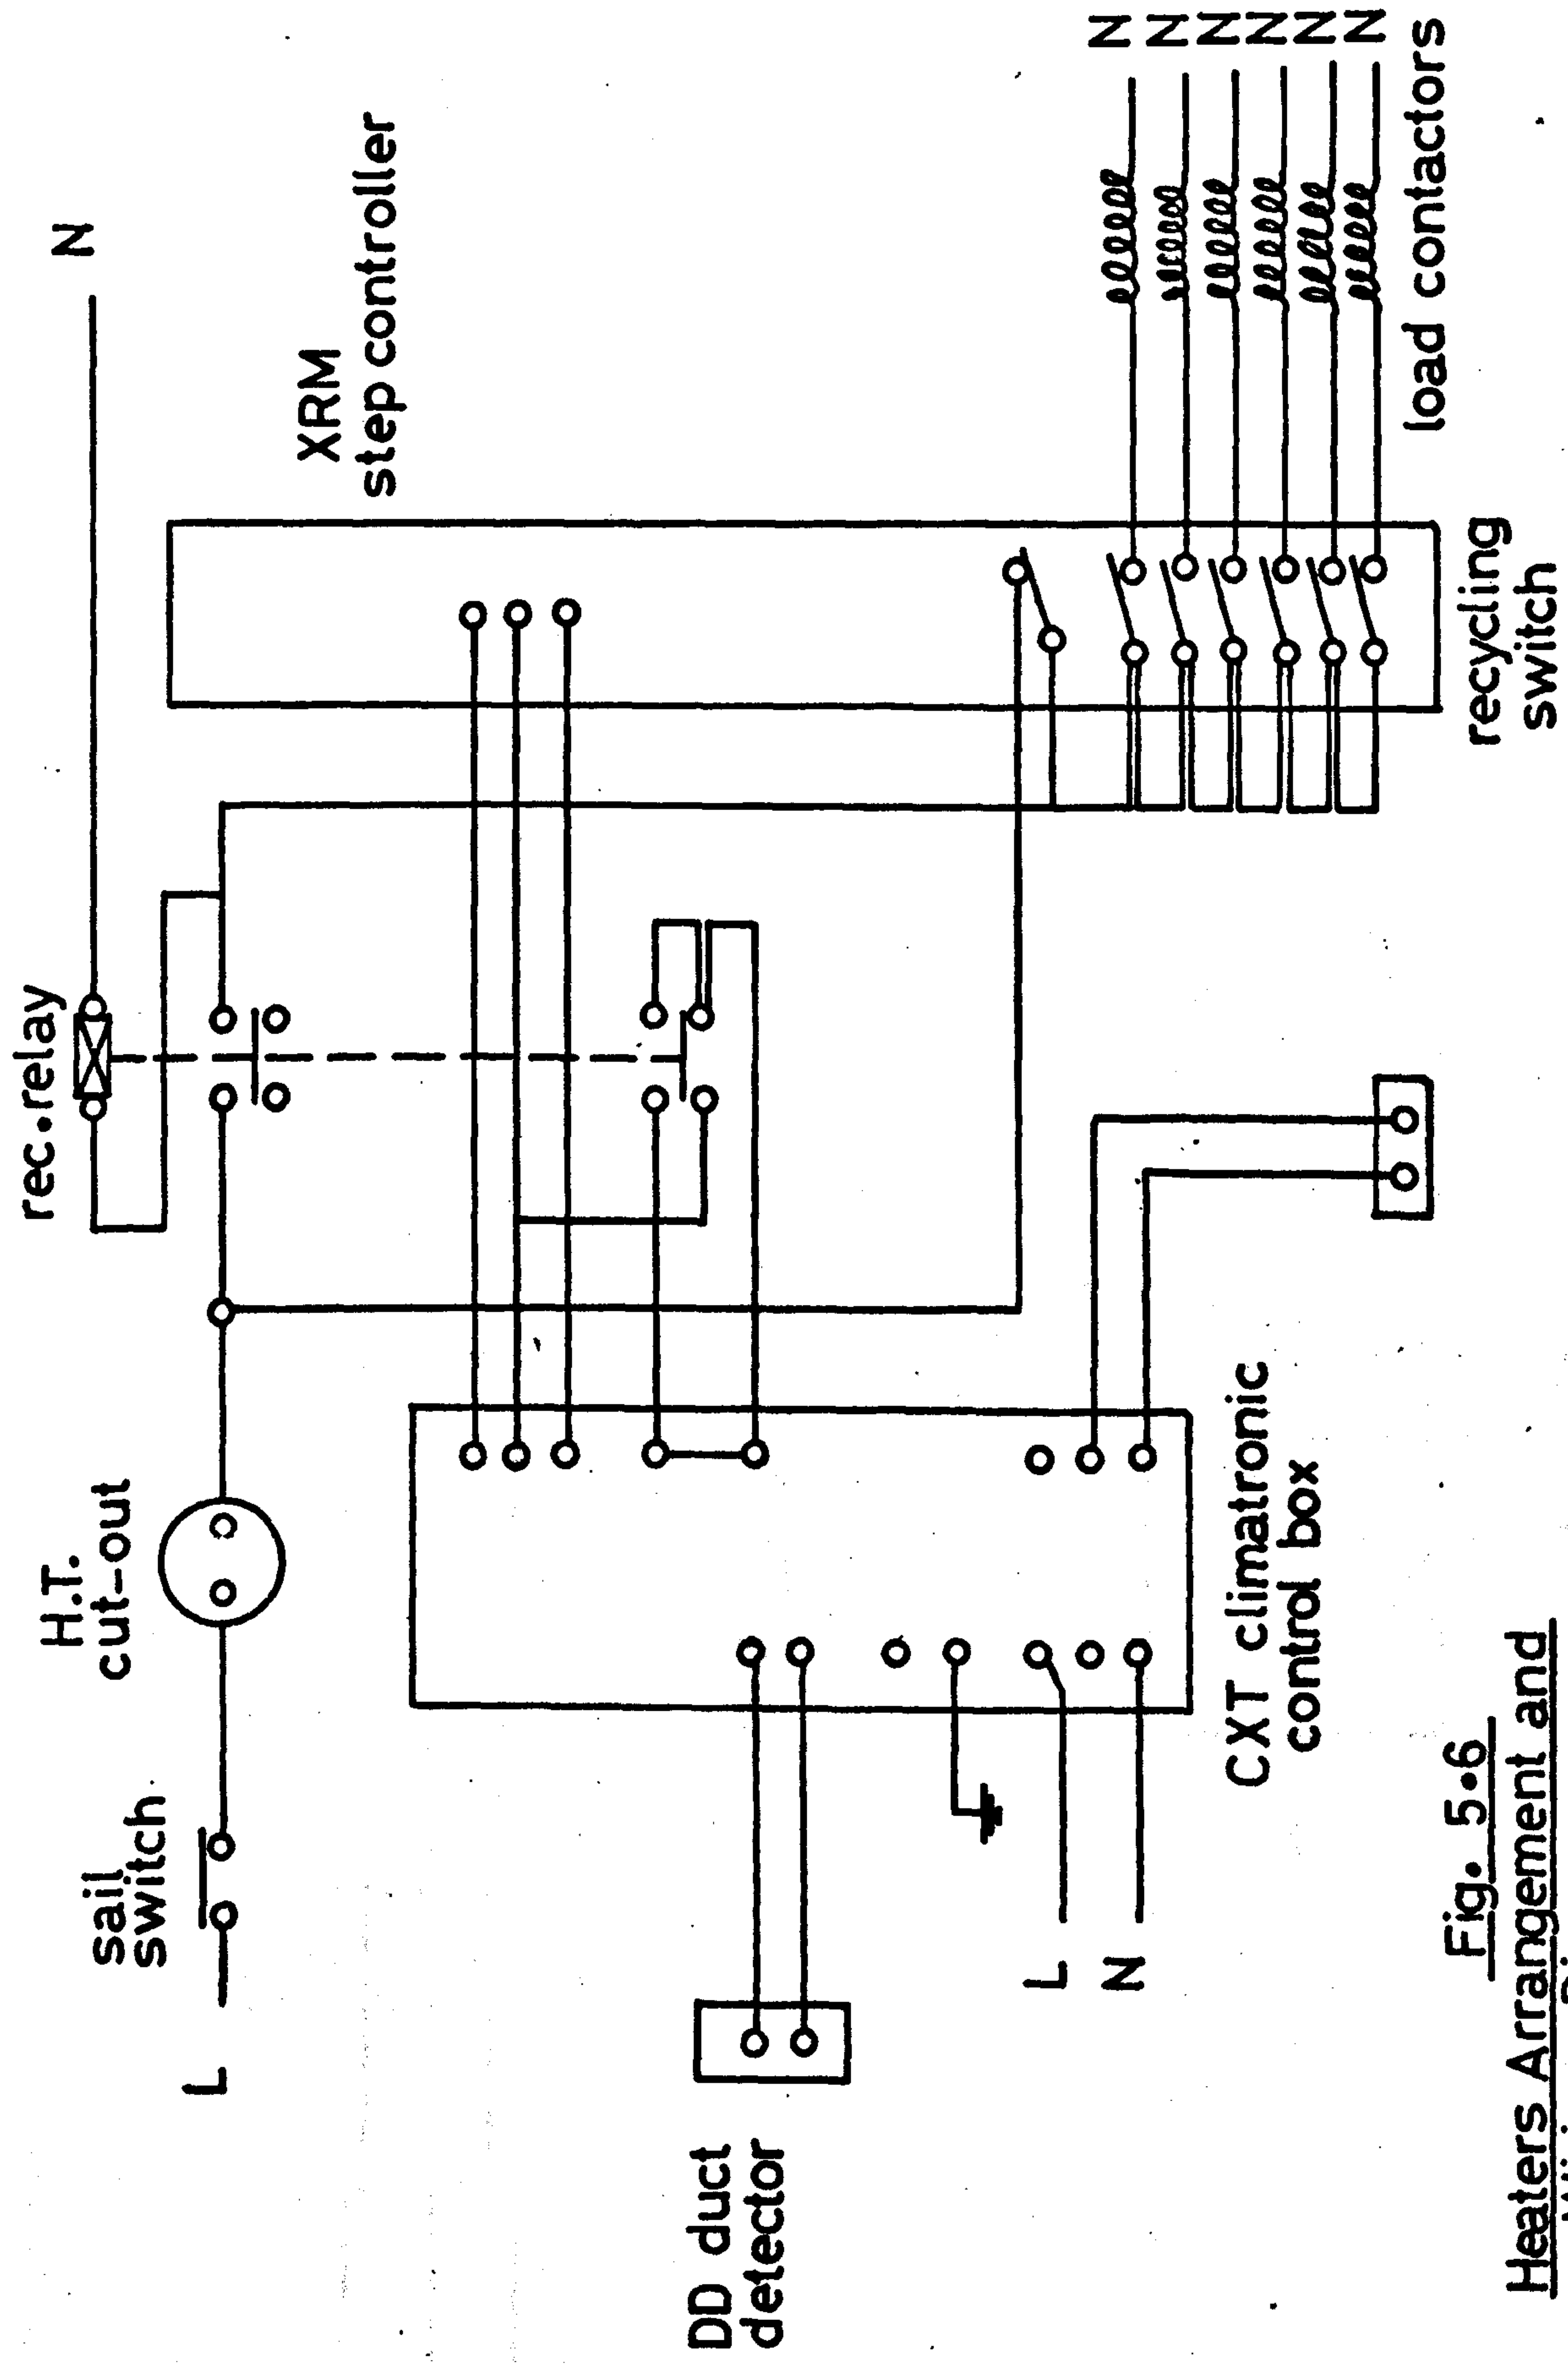 N
rec.relay
XRM
step controller
H.T.
cut-out
sail
switch
L
N
N
N
N
N
N
load contactors
recycling
switch
DD duct
detector
L
N
CXT climatronic
control box
Fig. 5.6
Heaters Arrangement and